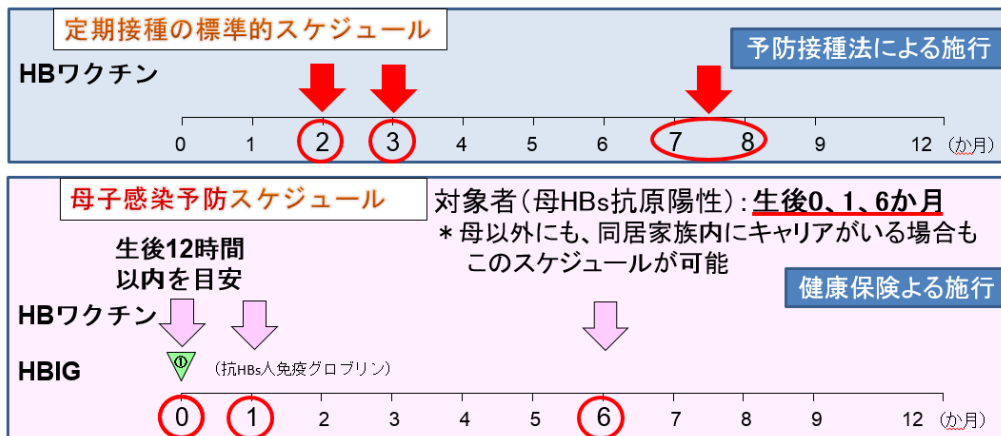 定期接種の標準的スケジュール
予防接種法による施行
HBワクチン
0 1 2 3 4 5 6 7 8 9 12 (か月)
母子感染予防スケジュール
対象者(母HBs抗原陽性):生後0、1、6か月
*母以外にも、同居家族内にキャリアがいる場合も
このスケジュールが可能
生後12時間
以内を目安
健康保険よる施行
HBワクチン
HBIG
①
(抗HBs人免疫グロブリン)
0 1 2 3 4 5 6 7 8 9 12 (か月)